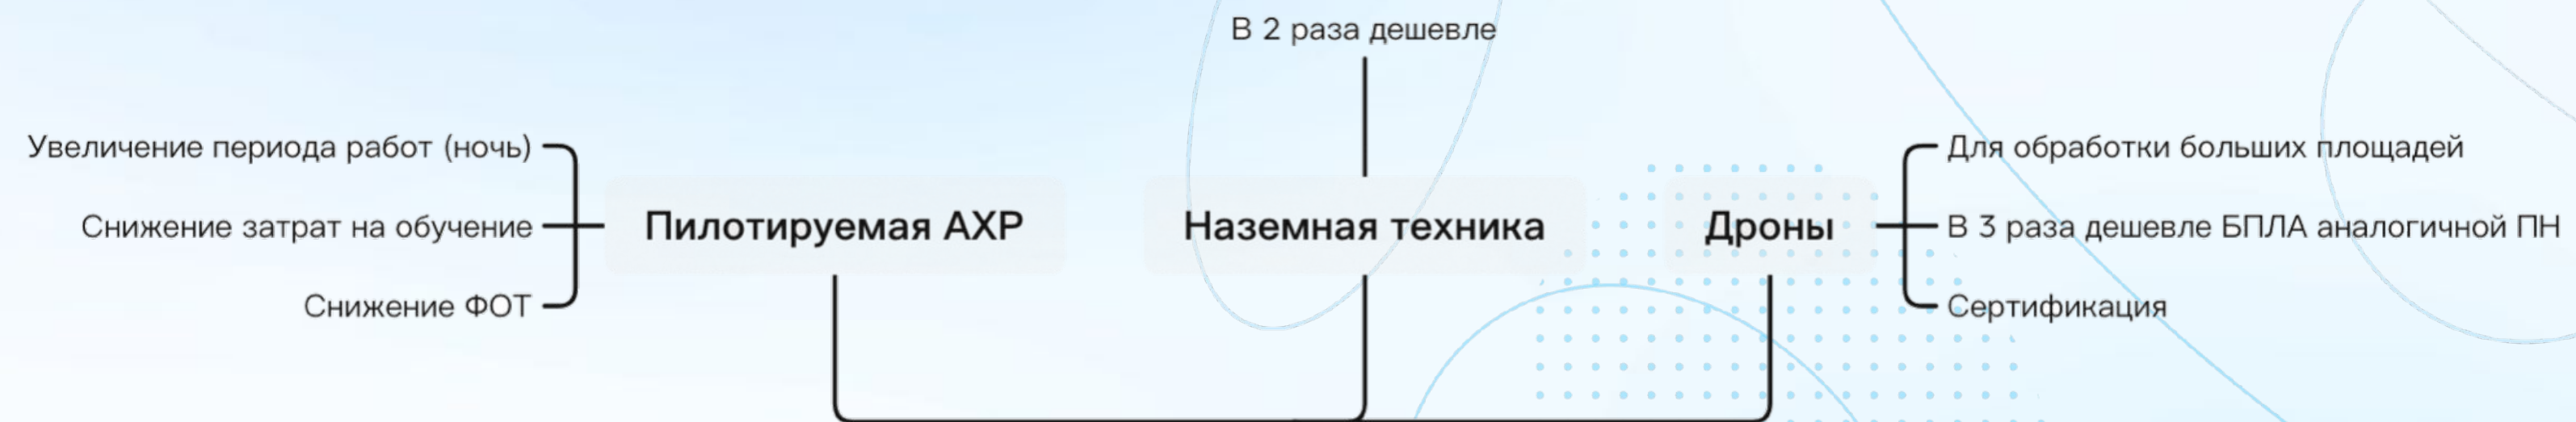 В 2 раза дешевле
Увеличение периода работ (ночь)
Снижение затрат на обучение
Снижение ФОТ
Пилотируемая АХР
Наземная техника
Дроны
Для обработки больших площадей
В 3 раза дешевле БПЛА аналогичной ПН
Сертификация